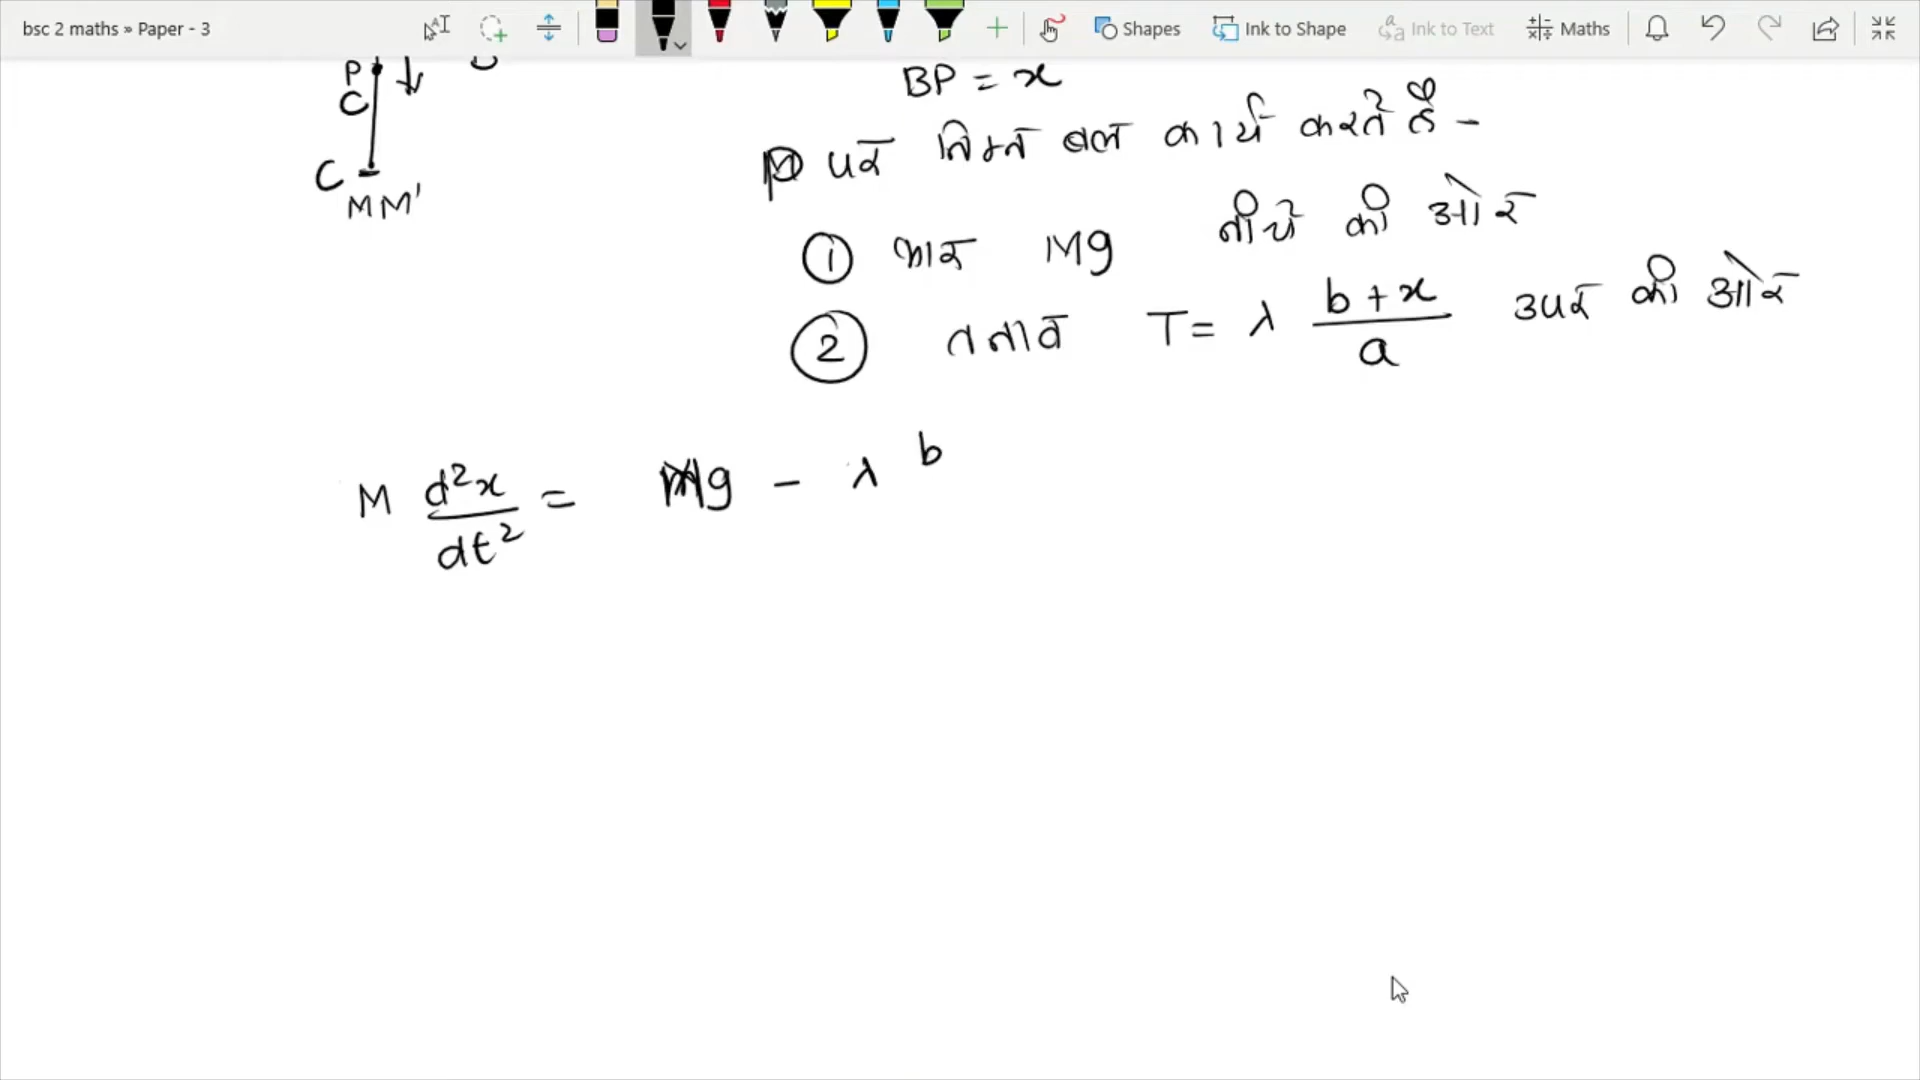 bsc 2 maths » Paper - 3 Shapes Ink to Shape Ink to Text Maths
P
C
C
MM'
BP = x
P पर निम्न बल कार्य करते हैं -
① भार Mg नीचे की ओर
② तनाव T = λ (b + x)/a उपर की ओर
M d²x/dt² = Mg - λ b